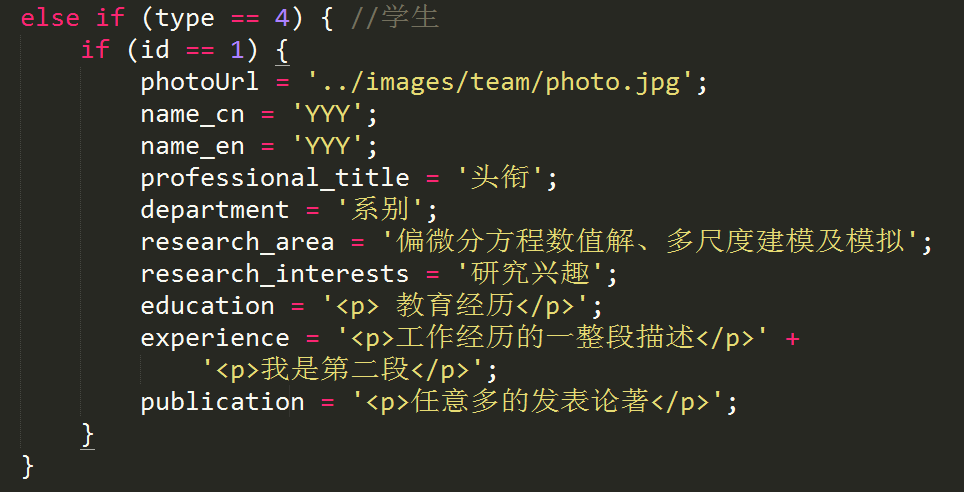 else if (type == 4) { //学生
if (id == 1) {
photoUrl = '../images/team/photo.jpg';
name_cn = 'YYY';
name_en = 'YYY';
professional_title = '头衔';
department = '系别';
research_area = '偏微分方程数值解、多尺度建模及模拟';
research_interests = '研究兴趣';
education = '<p> 教育经历</p>';
experience = '<p>工作经历的一整段描述</p>' +
'<p>我是第二段</p>';
publication = '<p>任意多的发表论著</p>';
}
}